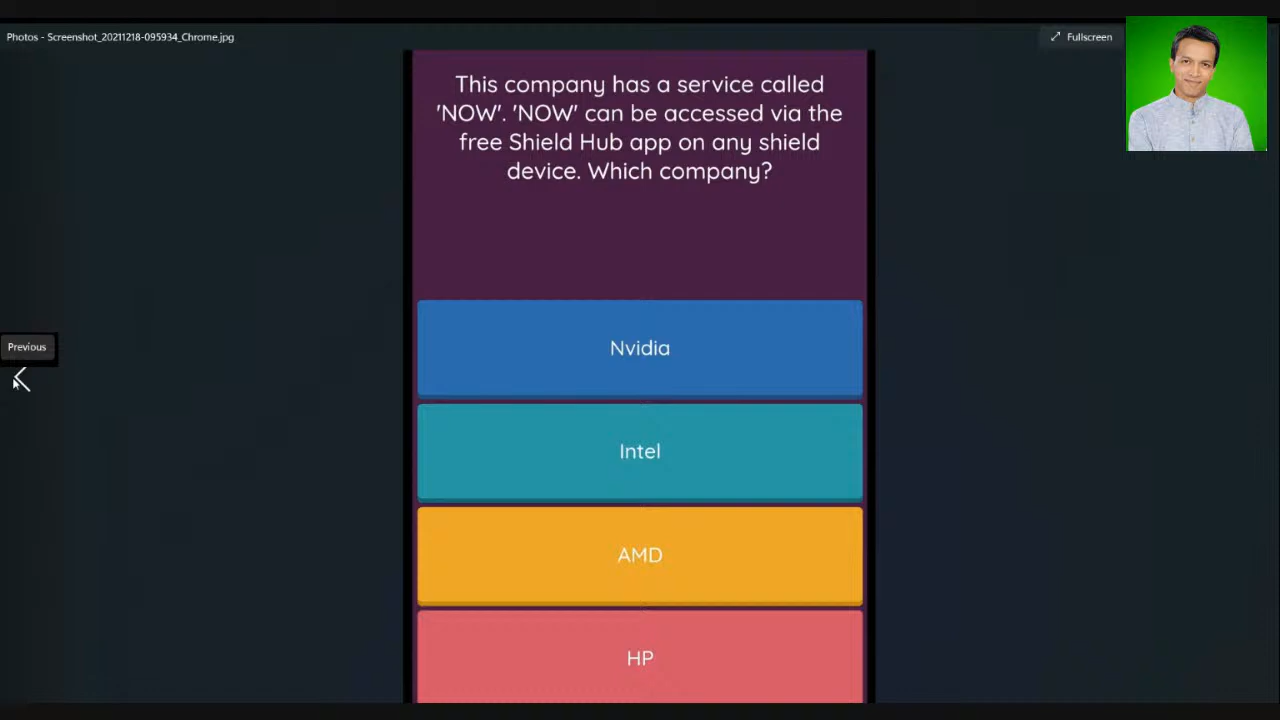 Photos - Screenshot_20211218-095934_Chrome.jpg
Fullscreen
This company has a service called
'NOW'. 'NOW' can be accessed via the
free Shield Hub app on any shield
device. Which company?
Nvidia
Previous
Intel
AMD
HP